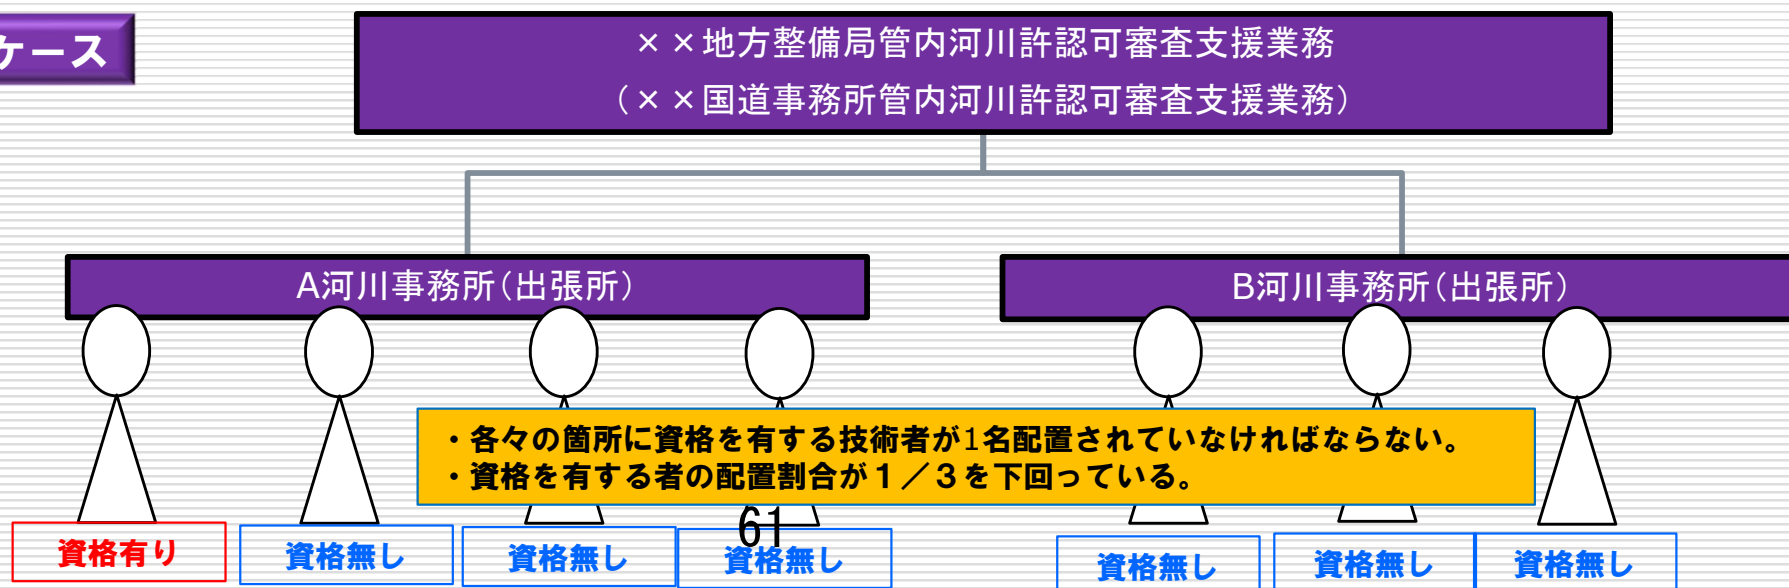 ケース
××地方整備局管内河川許認可審査支援業務
（××国道事務所管内河川許認可審査支援業務）
A河川事務所（出張所）
B河川事務所（出張所）
・各々の箇所に資格を有する技術者が1名配置されていなければならない。
・資格を有する者の配置割合が１／３を下回っている。
61
資格有り
資格無し
資格無し
資格無し
資格無し
資格無し
資格無し